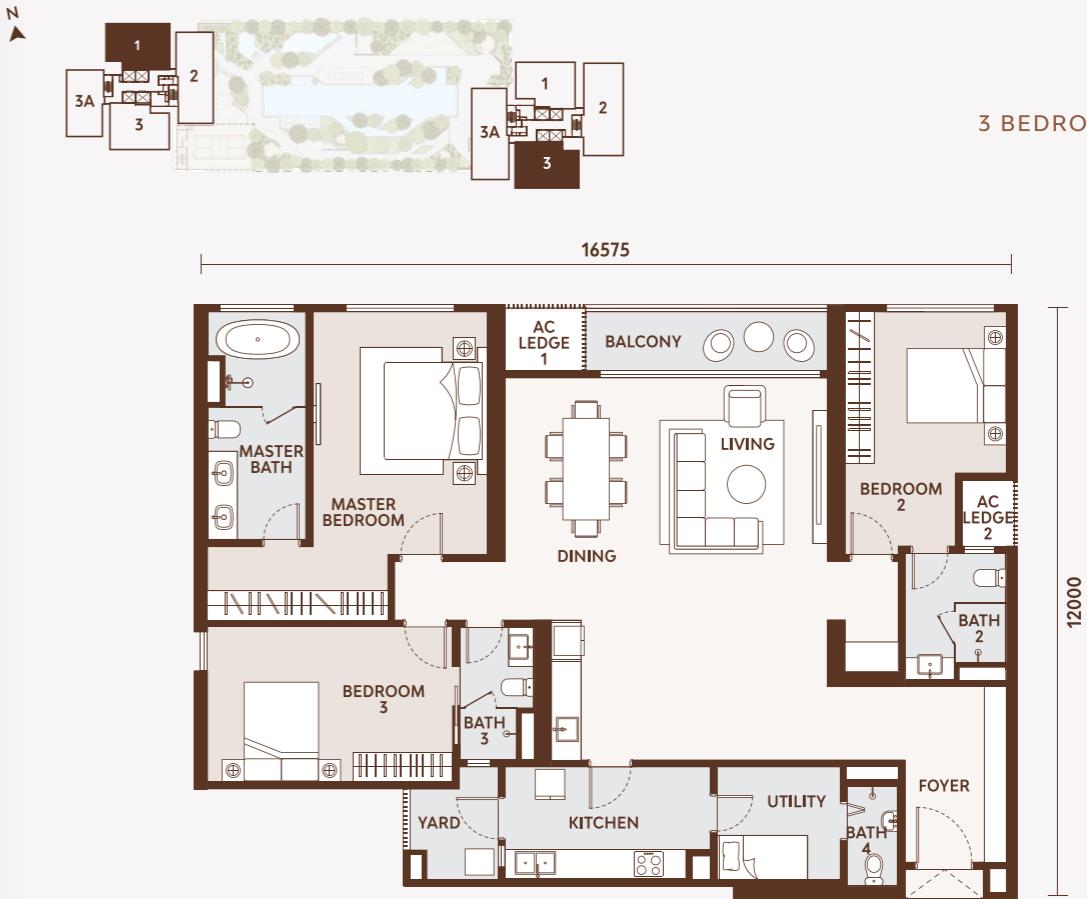 N
1
2
3A
3
1
2
3A
3
3 BEDRO
16575
AC
LEDGE
1
BALCONY
MASTER
BATH
LIVING
MASTER
BEDROOM
BEDROOM
2
AC
LEDGE
2
DINING
12000
BATH
2
BEDROOM
3
BATH
3
FOYER
YARD
KITCHEN
UTILITY
BATH
4